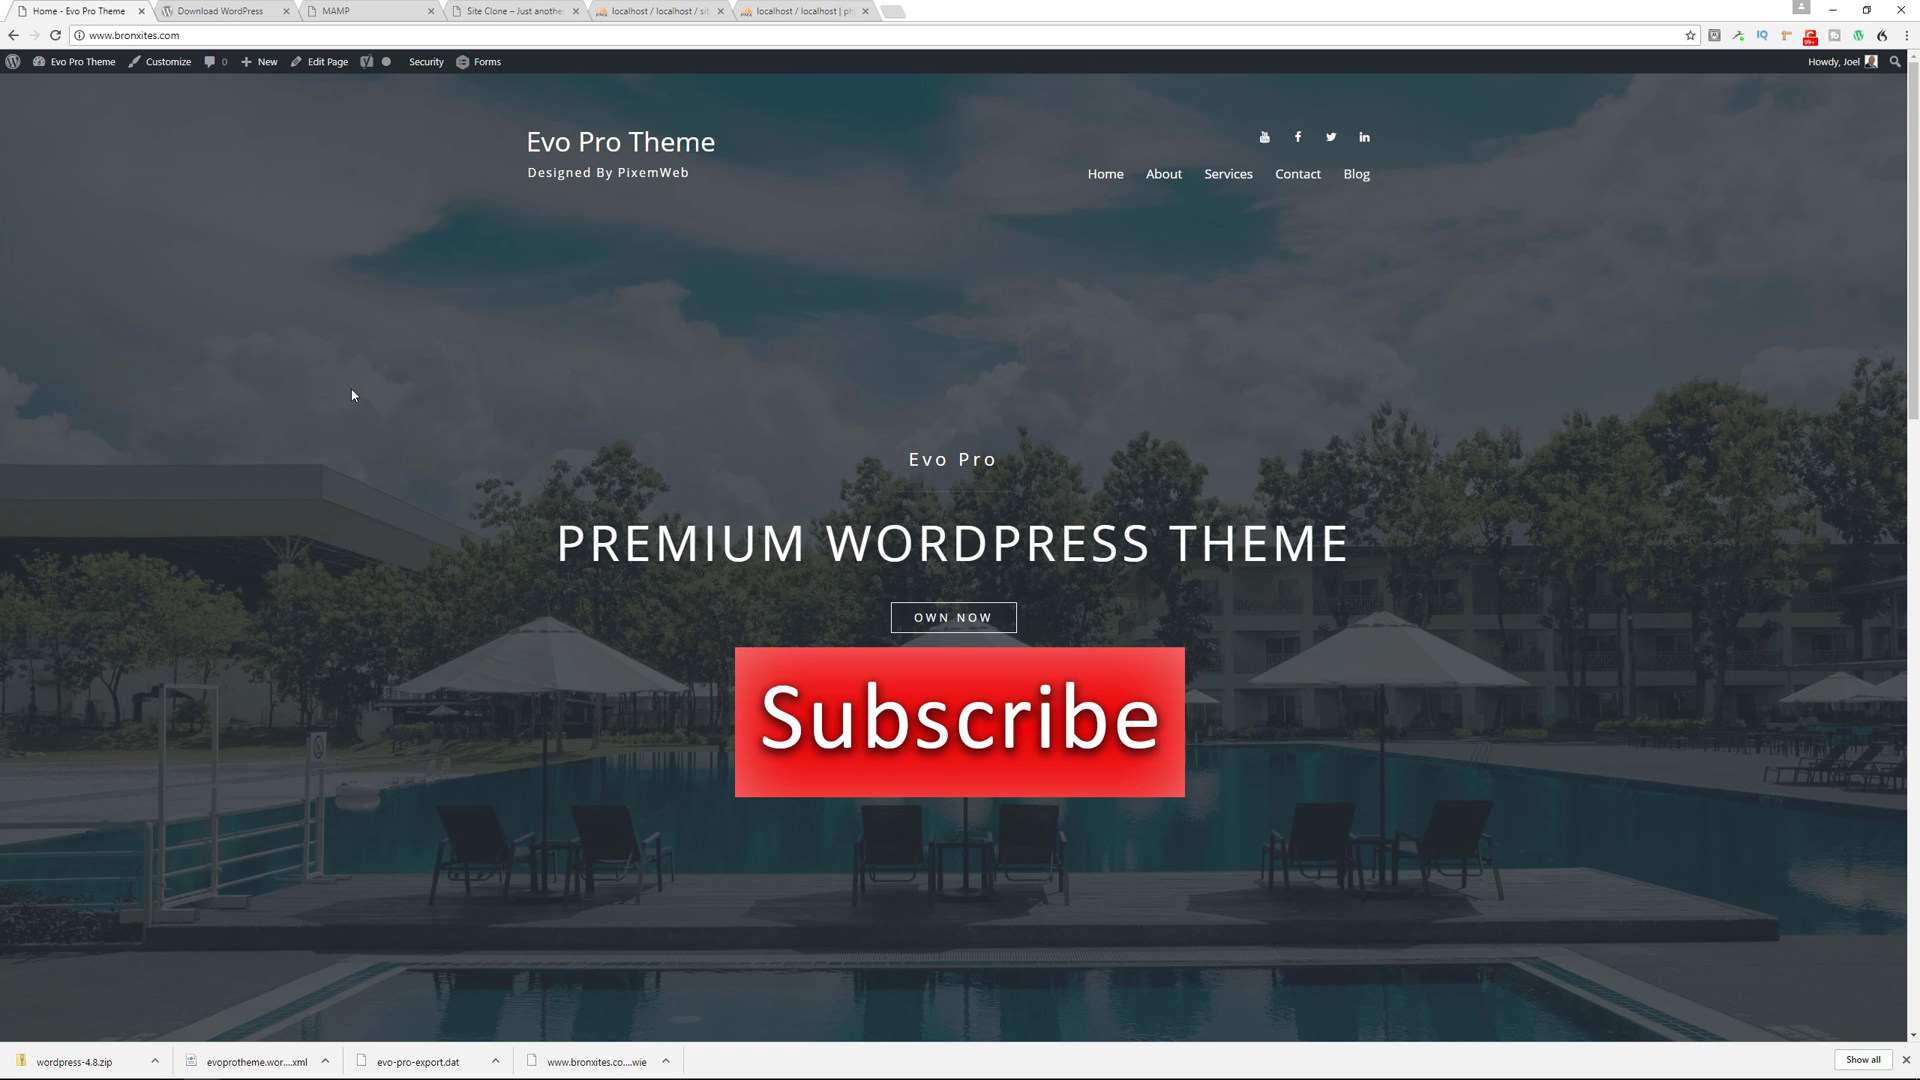 Home - Evo Pro Theme
Download WordPress
MAMP
Site Clone – Just anothe
localhost / localhost / sit
localhost / localhost | ph
www.bronxites.com
Evo Pro Theme
Customize
0
New
Edit Page
Security
Forms
Howdy, Joel
Evo Pro Theme
Designed By PixemWeb
Home
About
Services
Contact
Blog
Evo Pro
PREMIUM WORDPRESS THEME
OWN NOW
Subscribe
wordpress-4.8.zip
evoprotheme.wor....xml
evo-pro-export.dat
www.bronxites.co....wie
Show all